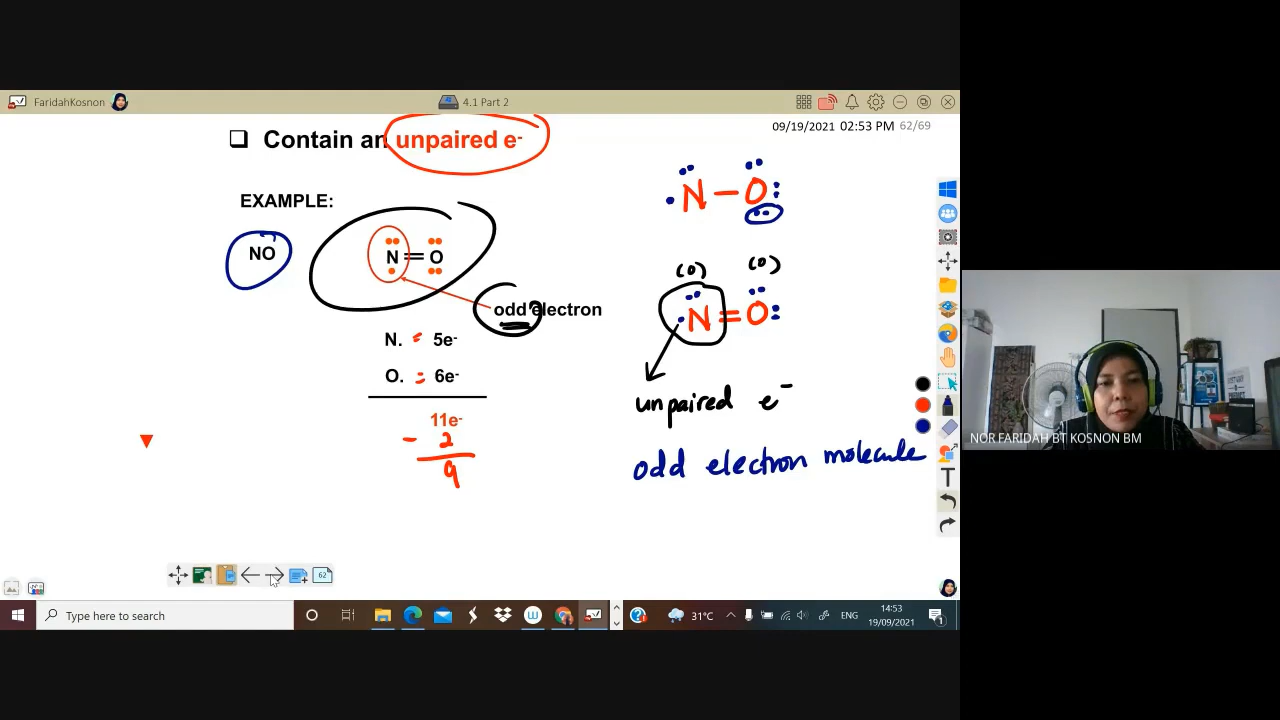 FaridahKosnon
4.1 Part 2
09/19/2021 02:53 PM 62/69
❑ Contain an unpaired e-
EXAMPLE:
NO
N = O
odd electron
N. = 5e-
O. = 6e-
11e-
- 2
9
N - O
(0) (0)
N = O
unpaired e-
odd electron molecule
NOR FARIDAH BT KOSNON BM
62
Type here to search
31°C
ENG
14:53
19/09/2021
1